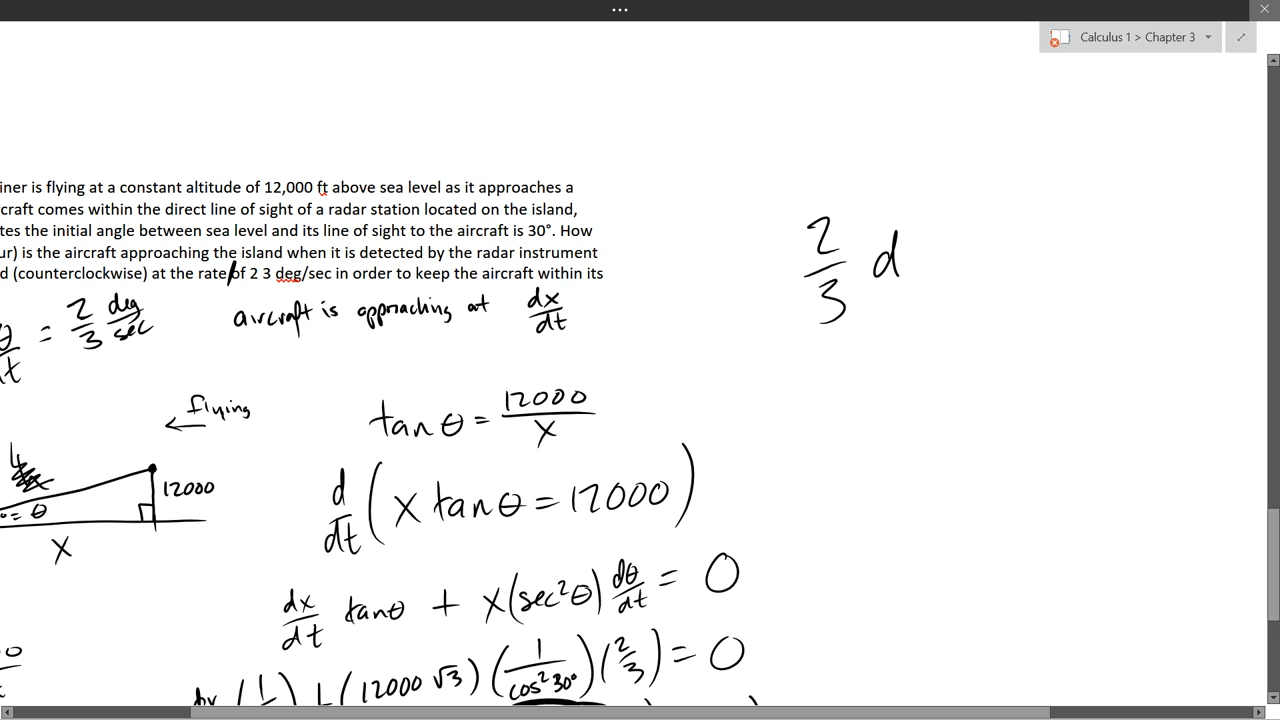 Calculus 1 > Chapter 3
iner is flying at a constant altitude of 12,000 ft above sea level as it approaches a
craft comes within the direct line of sight of a radar station located on the island,
tes the initial angle between sea level and its line of sight to the aircraft is 30°. How
ur) is the aircraft approaching the island when it is detected by the radar instrument
d (counterclockwise) at the rate of 2 3 deg/sec in order to keep the aircraft within its
2/3 d
θ/t = 2/3 deg/sec aircraft is approaching at dx/dt
← flying
tan θ = 12000/x
12000
° = θ
x
d/dt (x tan θ = 12000)
dx/dt tanθ + x(sec²θ) dθ/dt = 0
(12000 √3) (1/cos²30°) (2/3) = 0